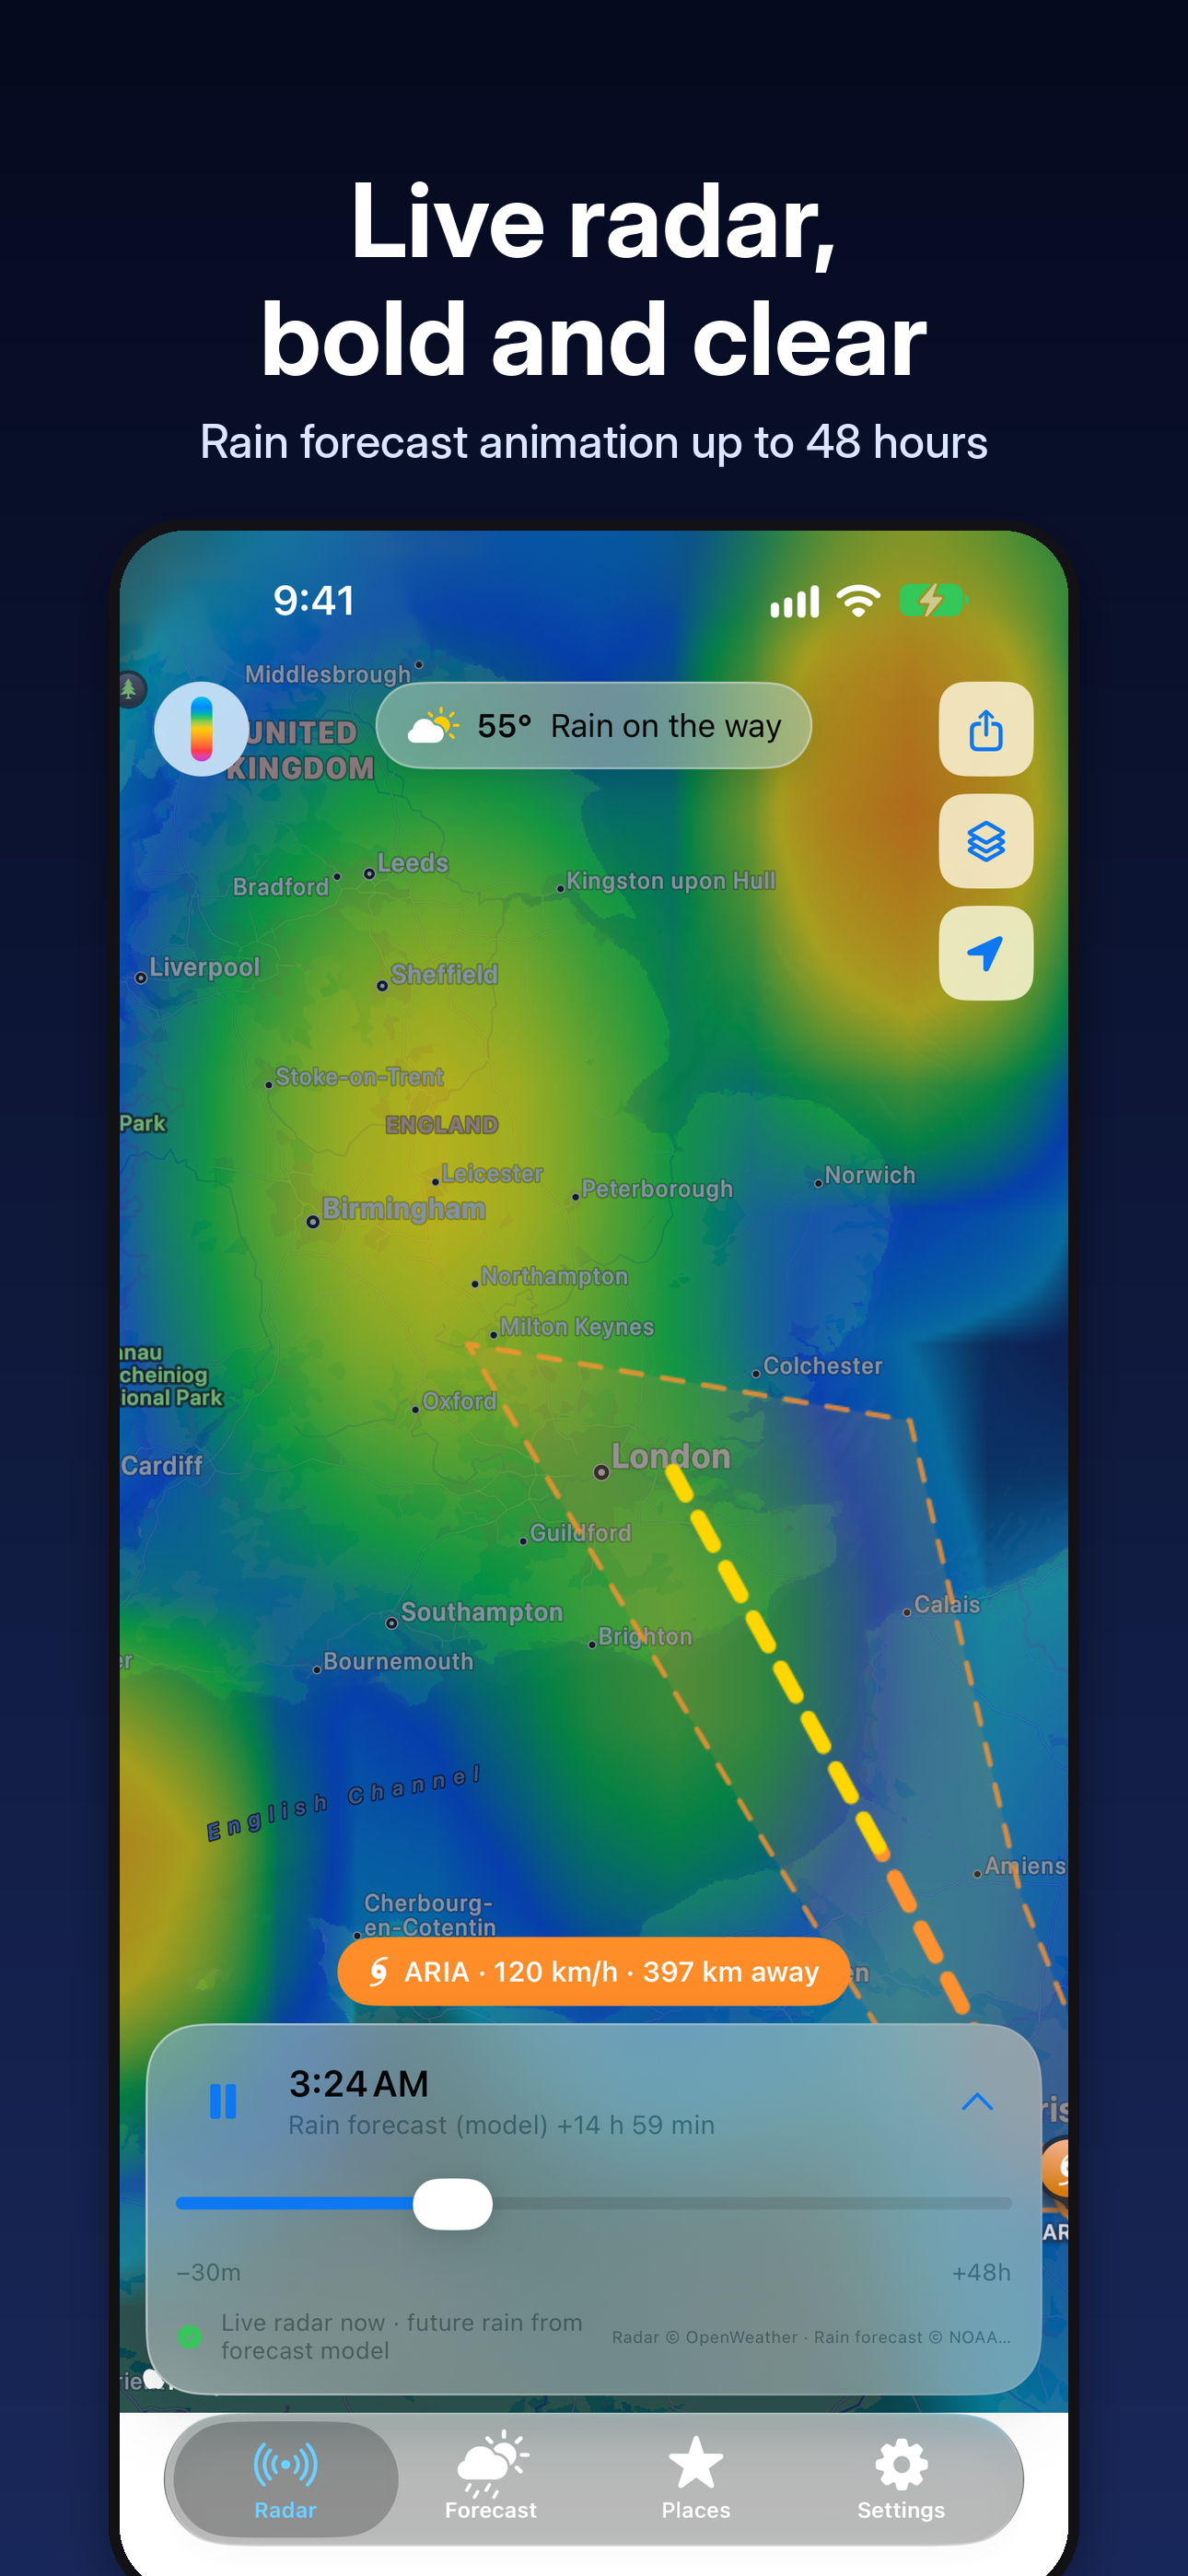 Live radar,
bold and clear
Rain forecast animation up to 48 hours
9:41
Middlesbrough
UNITED
KINGDOM
55° Rain on the way
Leeds
Bradford
Kingston upon Hull
Liverpool
Sheffield
Stoke-on-Trent
Park
ENGLAND
Leicester
Peterborough
Norwich
Birmingham
Northampton
Milton Keynes
Colchester
ional Park
Oxford
London
Cardiff
Guildford
Calais
Southampton
Brighton
Bournemouth
English Channel
Amiens
Cherbourg-
en-Cotentin
ARIA · 120 km/h · 397 km away
3:24 AM
Rain forecast (model) +14 h 59 min
−30m
+48h
Live radar now · future rain from
forecast model
Radar © OpenWeather · Rain forecast © NOAA...
Radar
Forecast
Places
Settings